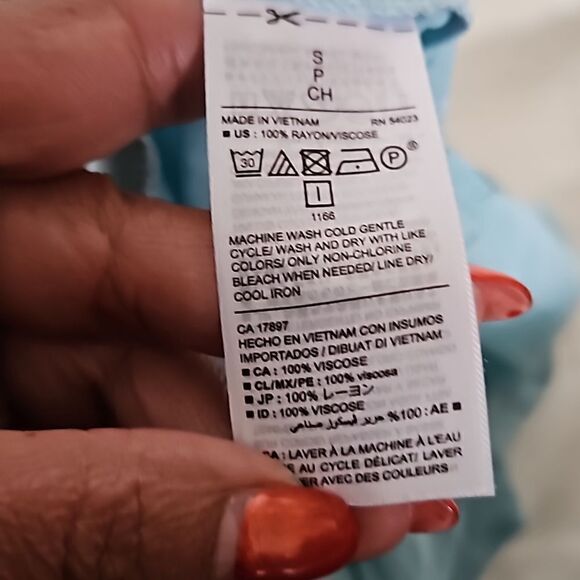 S
P
CH
MADE IN VIETNAM RN 54023
■ US : 100% RAYON/VISCOSE
30 P ®
1166
MACHINE WASH COLD GENTLE
CYCLE/ WASH AND DRY WITH LIKE
COLORS/ ONLY NON-CHLORINE
BLEACH WHEN NEEDED/ LINE DRY/
COOL IRON
CA 17897
HECHO EN VIETNAM CON INSUMOS
IMPORTADOS / DIBUAT DI VIETNAM
■ CA : 100% VISCOSE
■ CL/MX/PE : 100% viscosa
■ JP : 100% レーヨン
■ ID : 100% VISCOSE
■ AE : %100 حرير فيسكوز صناعي
: LAVER À LA MACHINE À L'EAU
AU CYCLE DÉLICAT/ LAVER
AVEC DES COULEURS